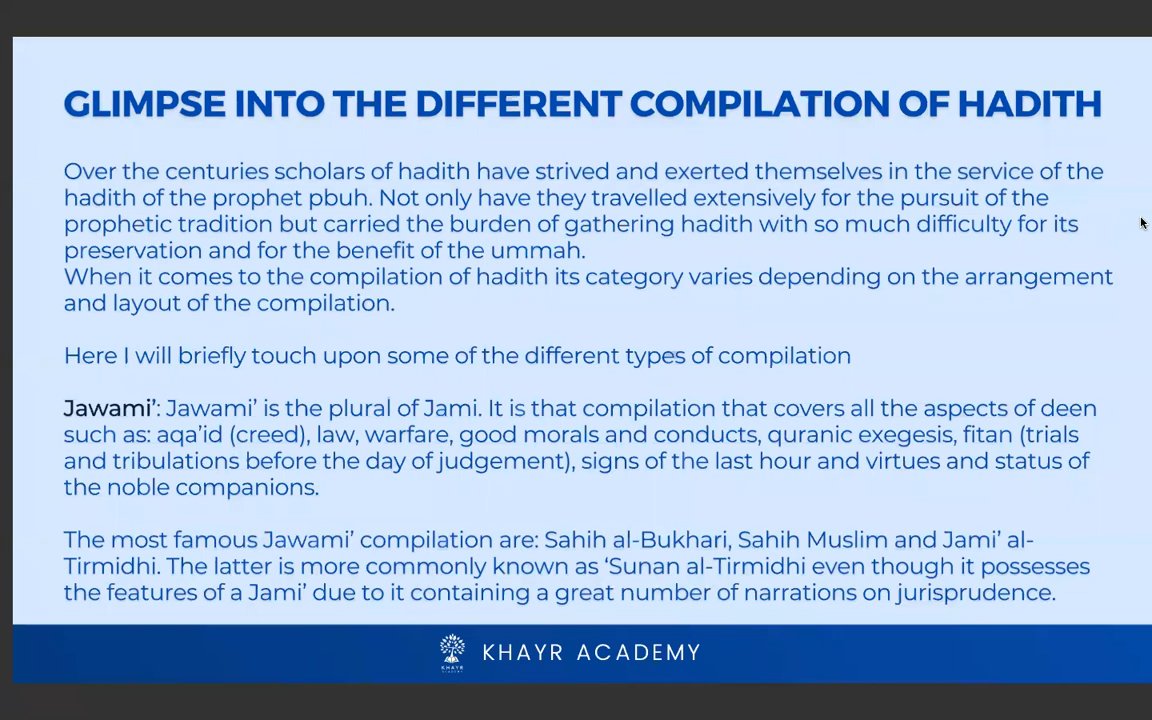 GLIMPSE INTO THE DIFFERENT COMPILATION OF HADITH
Over the centuries scholars of hadith have strived and exerted themselves in the service of the
hadith of the prophet pbuh. Not only have they travelled extensively for the pursuit of the
prophetic tradition but carried the burden of gathering hadith with so much difficulty for its
preservation and for the benefit of the ummah.
When it comes to the compilation of hadith its category varies depending on the arrangement
and layout of the compilation.
Here I will briefly touch upon some of the different types of compilation
Jawami’: Jawami’ is the plural of Jami. It is that compilation that covers all the aspects of deen
such as: aqa’id (creed), law, warfare, good morals and conducts, quranic exegesis, fitan (trials
and tribulations before the day of judgement), signs of the last hour and virtues and status of
the noble companions.
The most famous Jawami’ compilation are: Sahih al-Bukhari, Sahih Muslim and Jami’ al-
Tirmidhi. The latter is more commonly known as ‘Sunan al-Tirmidhi even though it possesses
the features of a Jami’ due to it containing a great number of narrations on jurisprudence.
KHAYR ACADEMY
KHAYR
ACADEMY